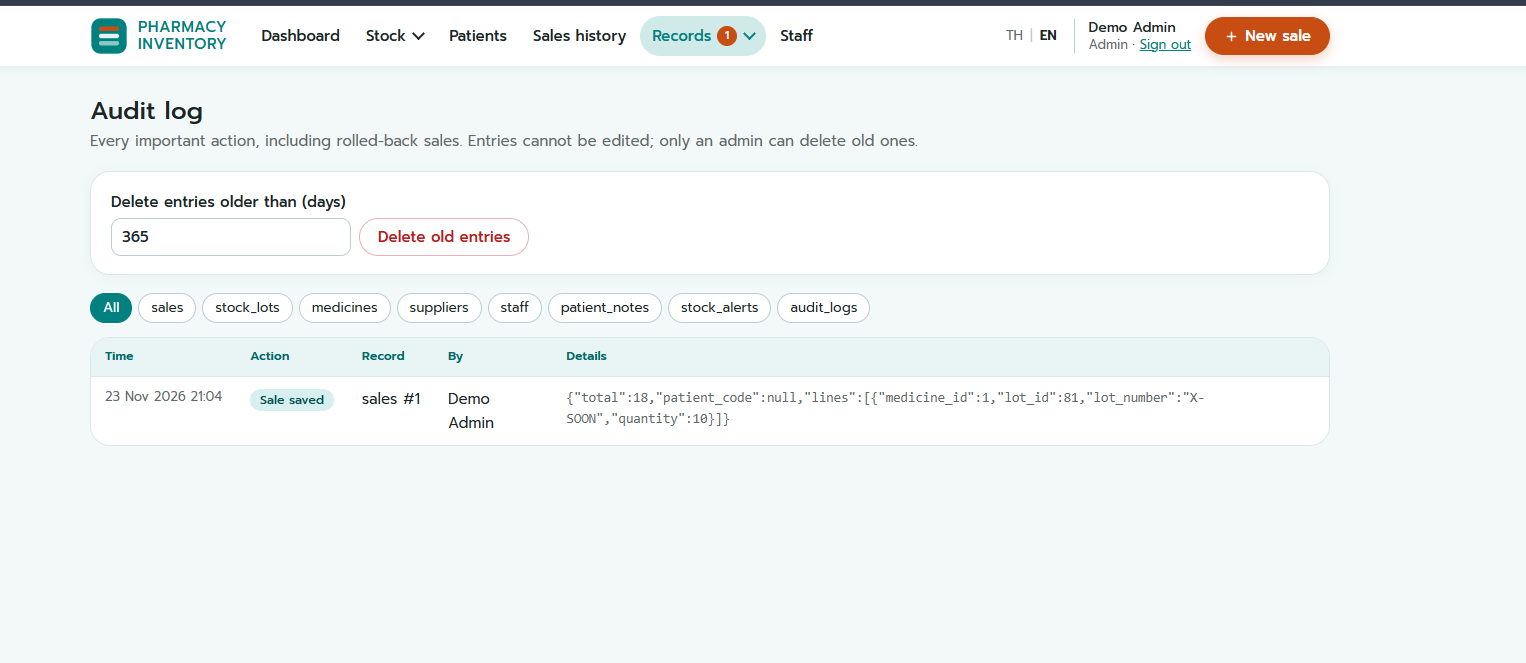 PHARMACY
INVENTORY
Dashboard
Stock
Patients
Sales history
Records 1
Staff
TH | EN
Demo Admin
Admin · Sign out
+ New sale
Audit log
Every important action, including rolled-back sales. Entries cannot be edited; only an admin can delete old ones.
Delete entries older than (days)
365
Delete old entries
All
sales
stock_lots
medicines
suppliers
staff
patient_notes
stock_alerts
audit_logs
Time Action Record By Details
23 Nov 2026 21:04 Sale saved sales #1 Demo Admin {"total":18,"patient_code":null,"lines":[{"medicine_id":1,"lot_id":81,"lot_number":"X-
SOON","quantity":10}]}